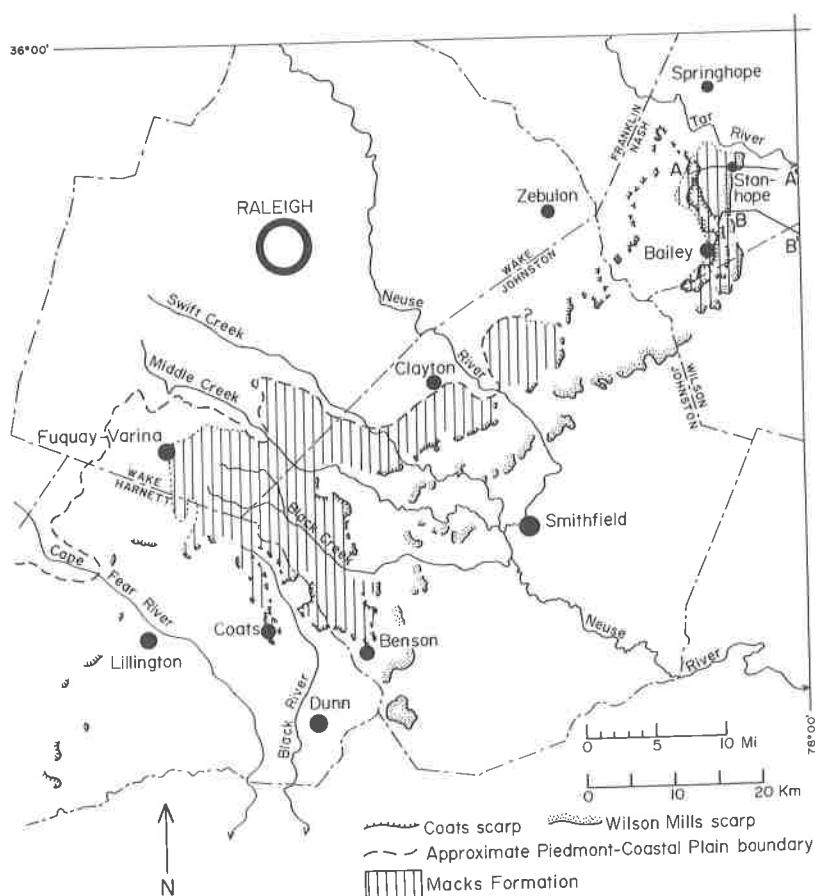 36°00'
Springhope
Tar
River
FRANKLIN
NASH
A
A'
Stan-
hope
Zebulon
RALEIGH
B
B'
Bailey
WAKE
JOHNSTON
Neuse
River
Swift Creek
Middle Creek
Clayton
WILSON
JOHNSTON
Fuquay-Varina
WAKE
HARNETT
Black Creek
Smithfield
Cape
Fear
River
Coats
Lillington
Benson
Neuse
River
Black River
Dunn
78°00'
0 5 10 Mi
0 10 20 Km
Coats scarp
Wilson Mills scarp
Approximate Piedmont-Coastal Plain boundary
Macks Formation
N
?